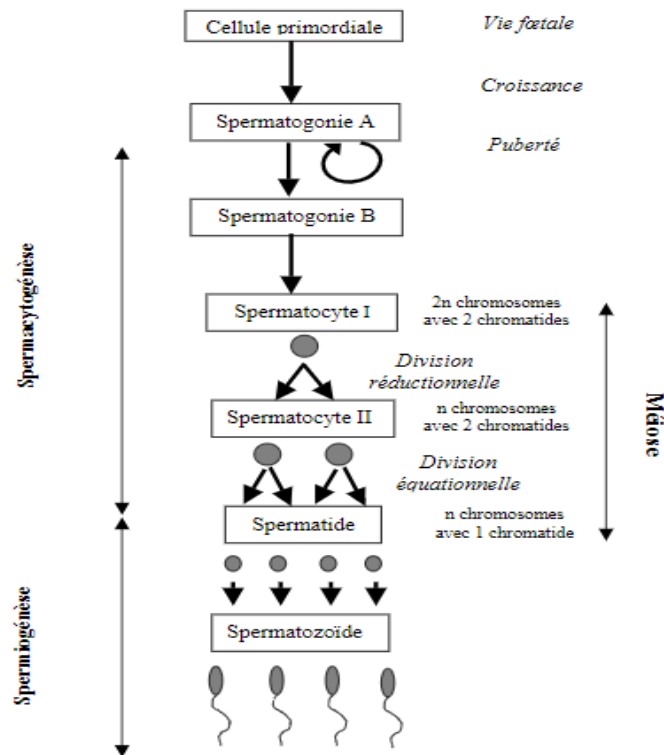 Cellule primordiale
Vie fœtale
Croissance
Spermatogonie A
Puberté
Spermatogonie B
Spermacytogénèse
Spermatocyte I
2n chromosomes
avec 2 chromatides
Division
réductionnelle
Méiose
Spermatocyte II
n chromosomes
avec 2 chromatides
Division
équationnelle
Spermatide
n chromosomes
avec 1 chromatide
Spermiogénèse
Spermatozoïde